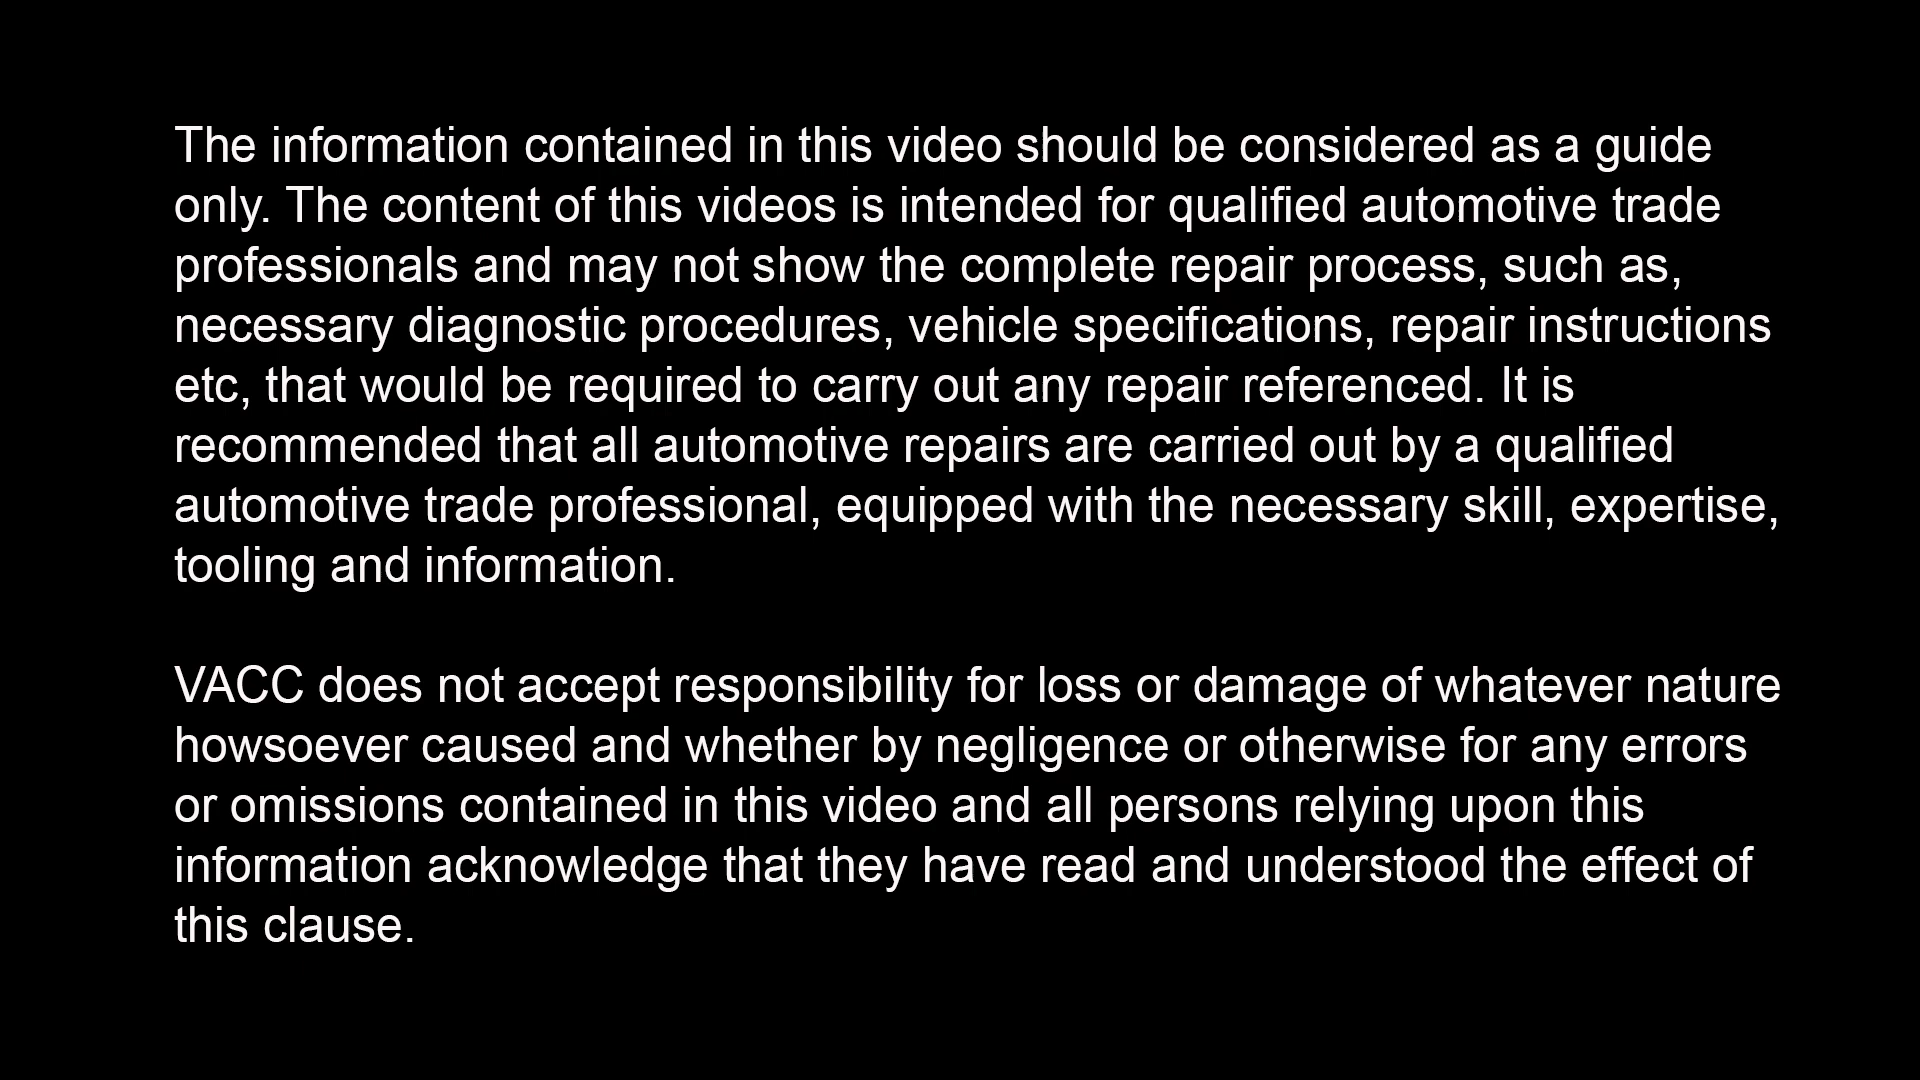 The information contained in this video should be considered as a guide
only. The content of this videos is intended for qualified automotive trade
professionals and may not show the complete repair process, such as,
necessary diagnostic procedures, vehicle specifications, repair instructions
etc, that would be required to carry out any repair referenced. It is
recommended that all automotive repairs are carried out by a qualified
automotive trade professional, equipped with the necessary skill, expertise,
tooling and information.
VACC does not accept responsibility for loss or damage of whatever nature
howsoever caused and whether by negligence or otherwise for any errors
or omissions contained in this video and all persons relying upon this
information acknowledge that they have read and understood the effect of
this clause.